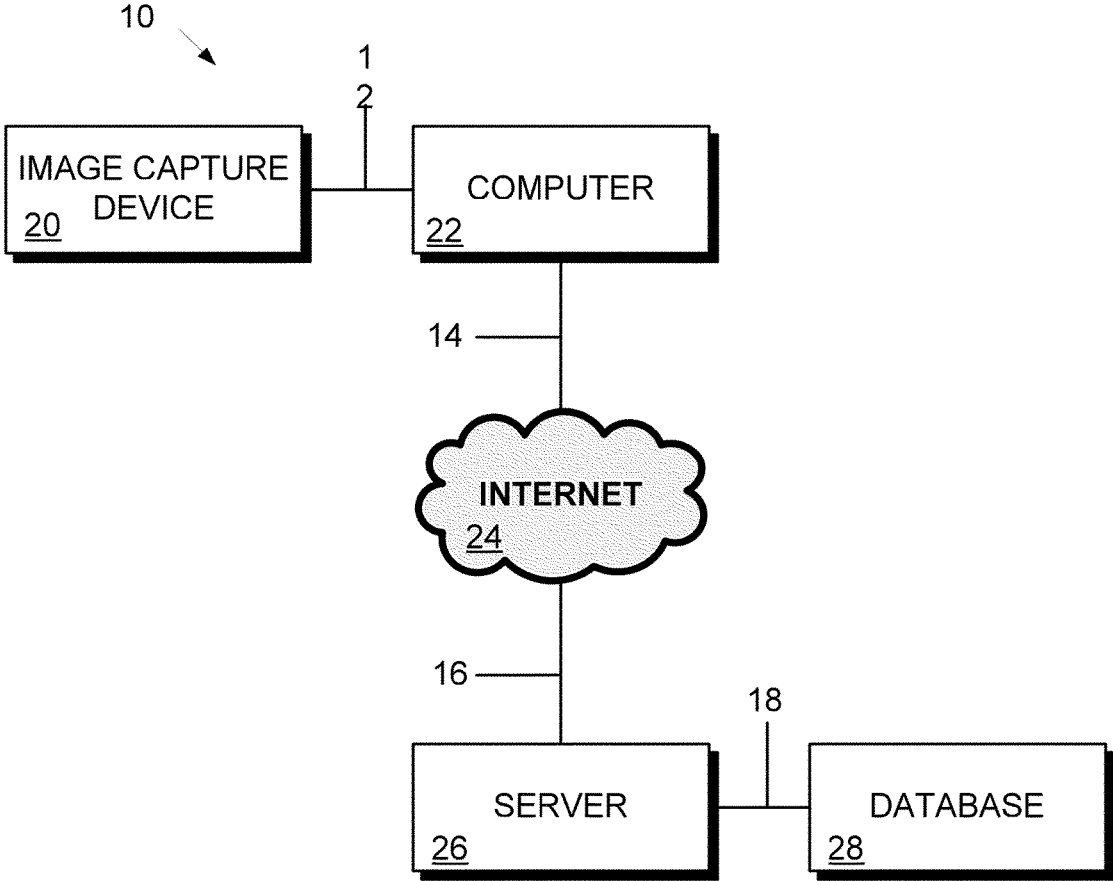 10
1
2
IMAGE CAPTURE
DEVICE
20
COMPUTER
22
14
INTERNET
24
16
18
SERVER
26
DATABASE
28